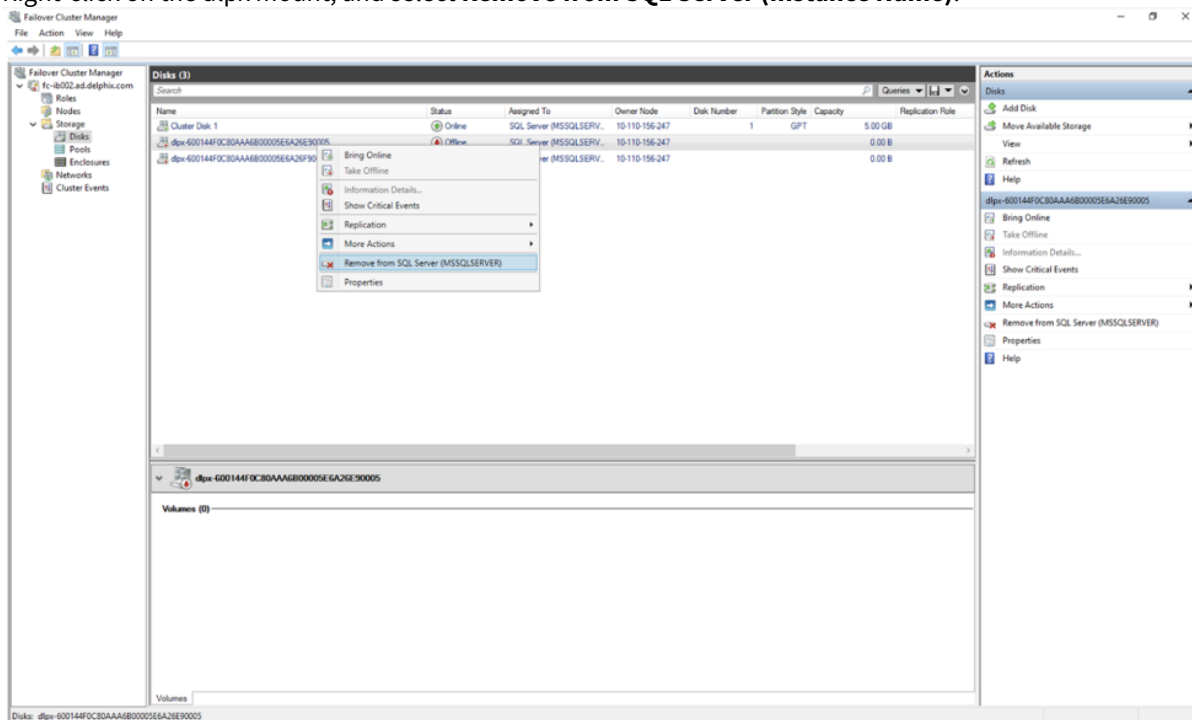 Right-click on the dlpx mount, and select Remove from SQL Server (Instance Name).
Failover Cluster Manager
File Action View Help
Failover Cluster Manager
fc-ib002.ad.delphix.com
Roles
Nodes
Storage
Disks
Pools
Enclosures
Networks
Cluster Events
Disks (3)
Search
Queries
Name Status Assigned To Owner Node Disk Number Partition Style Capacity Replication Role
Cluster Disk 1 Online SQL Server (MSSQLSERV... 10-110-156-247 1 GPT 5.00 GB
dlpx-600144F0C80AAA6B00005E6A26E90005 Offline SQL Server (MSSQLSERV... 10-110-156-247 0.00 B
dlpx-600144F0C80AAA6B00005E6A26F90 ver (MSSQLSERV... 10-110-156-247 0.00 B
Bring Online
Take Offline
Information Details...
Show Critical Events
Replication
More Actions
Remove from SQL Server (MSSQLSERVER)
Properties
dlpx-600144F0C80AAA6B00005E6A26E90005
Volumes (0)
Volumes
Actions
Disks
Add Disk
Move Available Storage
View
Refresh
Help
dlpx-600144F0C80AAA6B00005E6A26E90005
Bring Online
Take Offline
Information Details...
Show Critical Events
Replication
More Actions
Remove from SQL Server (MSSQLSERVER)
Properties
Help
Disks: dlpx-600144F0C80AAA6B00005E6A26E90005